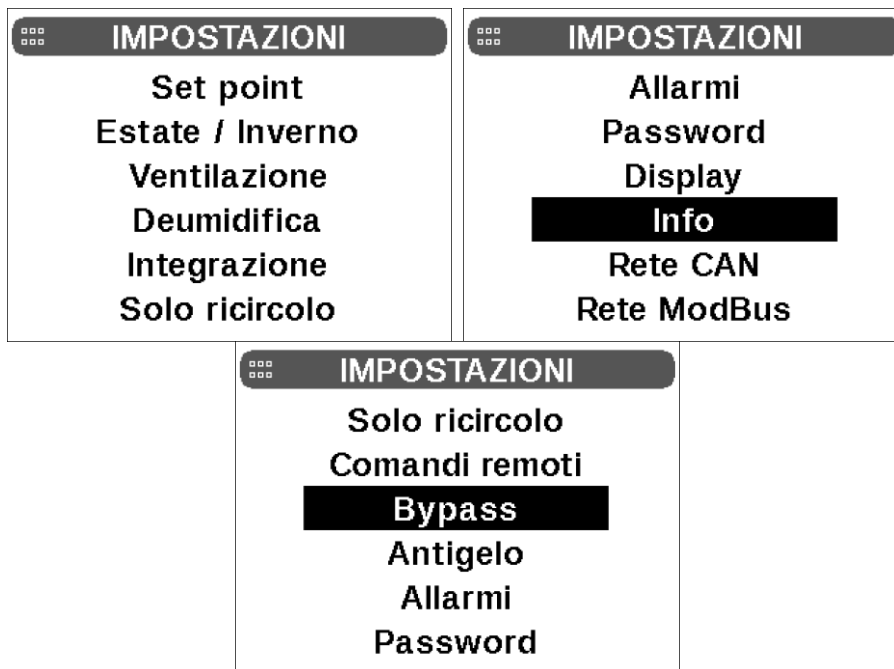 IMPOSTAZIONI
Set point
Estate / Inverno
Ventilazione
Deumidifica
Integrazione
Solo ricircolo
IMPOSTAZIONI
Allarmi
Password
Display
Info
Rete CAN
Rete ModBus
IMPOSTAZIONI
Solo ricircolo
Comandi remoti
Bypass
Antigelo
Allarmi
Password